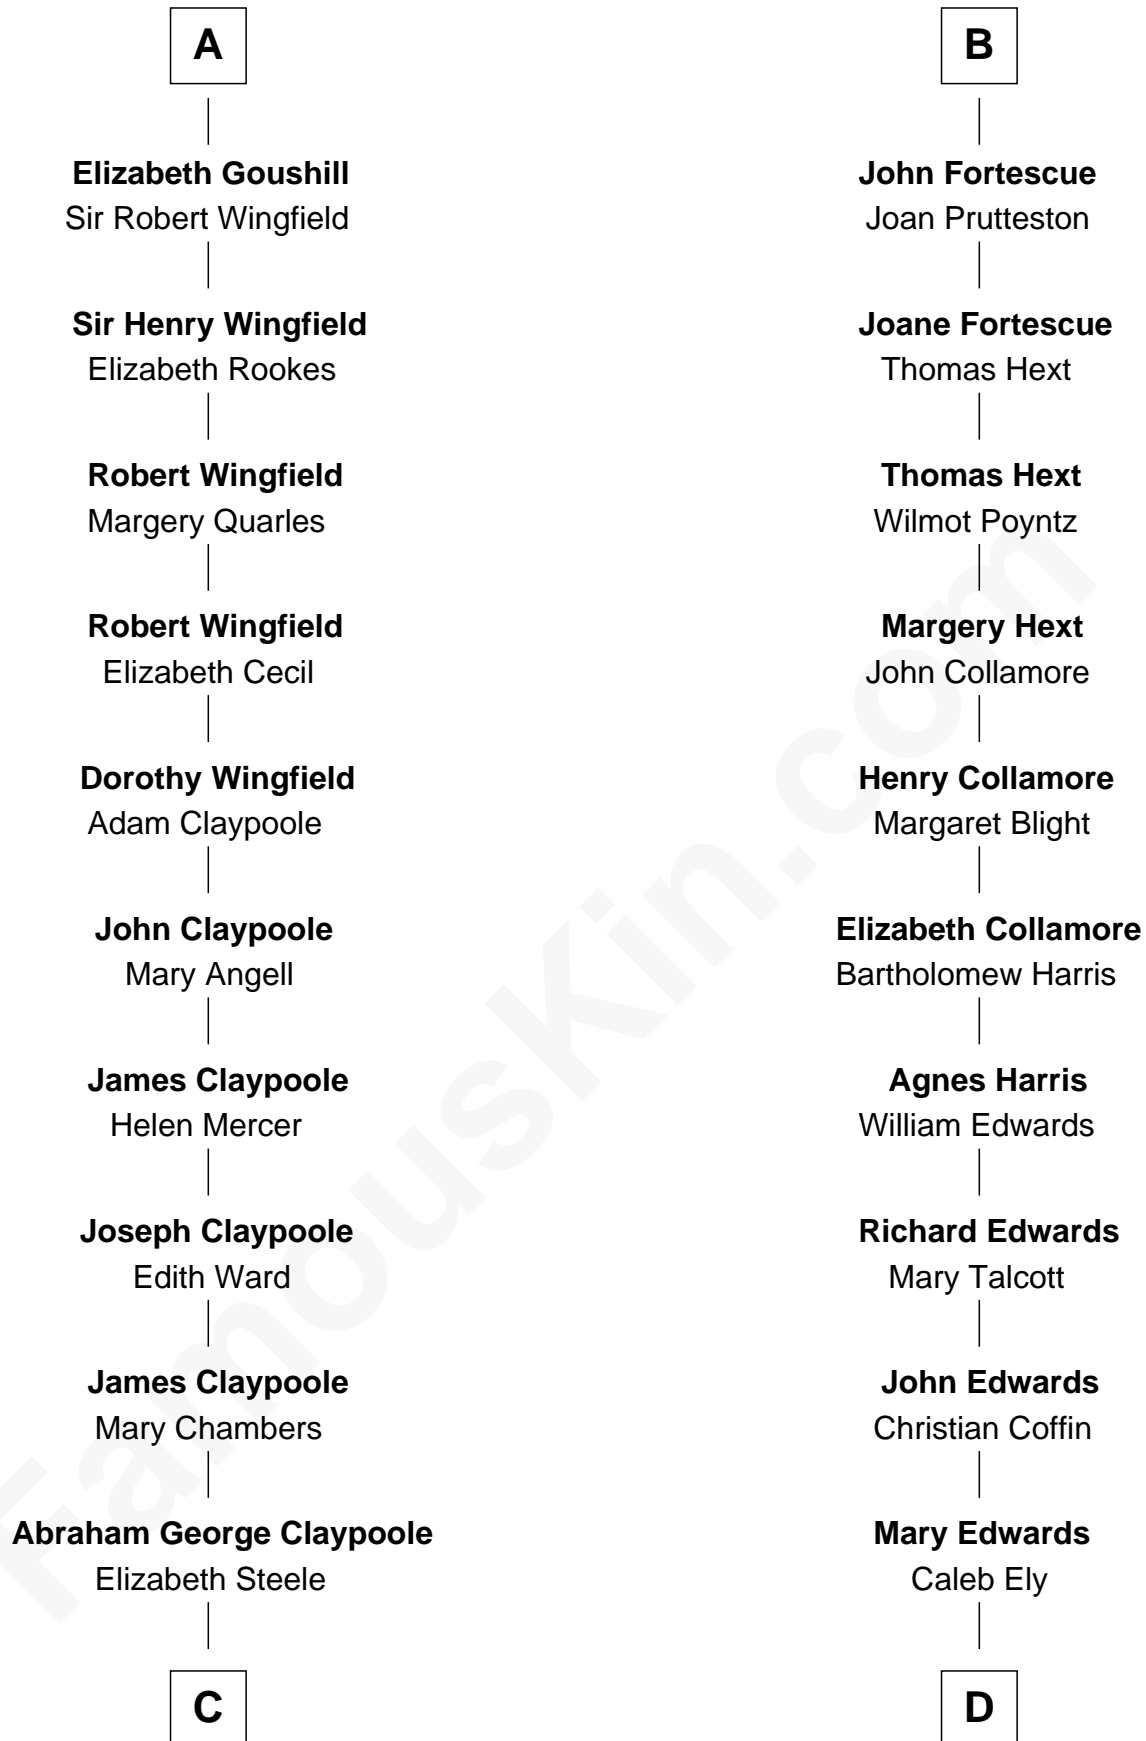 A
Elizabeth Goushill
Sir Robert Wingfield
Sir Henry Wingfield
Elizabeth Rookes
Robert Wingfield
Margery Quarles
Robert Wingfield
Elizabeth Cecil
Dorothy Wingfield
Adam Claypoole
John Claypoole
Mary Angell
James Claypoole
Helen Mercer
Joseph Claypoole
Edith Ward
James Claypoole
Mary Chambers
Abraham George Claypoole
Elizabeth Steele
C
B
John Fortescue
Joan Prutteston
Joane Fortescue
Thomas Hext
Thomas Hext
Wilmot Poyntz
Margery Hext
John Collamore
Henry Collamore
Margaret Blight
Elizabeth Collamore
Bartholomew Harris
Agnes Harris
William Edwards
Richard Edwards
Mary Talcott
John Edwards
Christian Coffin
Mary Edwards
Caleb Ely
D
FamousKin.com